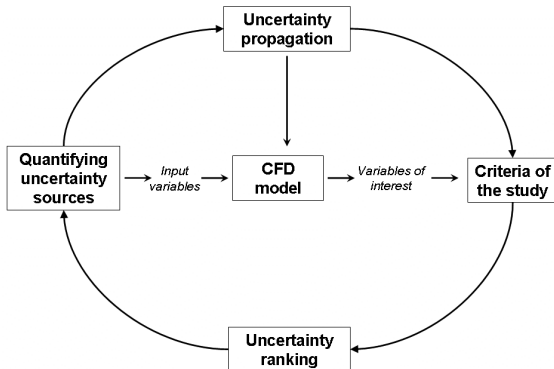 Uncertainty
propagation
Quantifying
uncertainty
sources
Input
variables
CFD
model
Variables of
interest
Criteria of
the study
Uncertainty
ranking